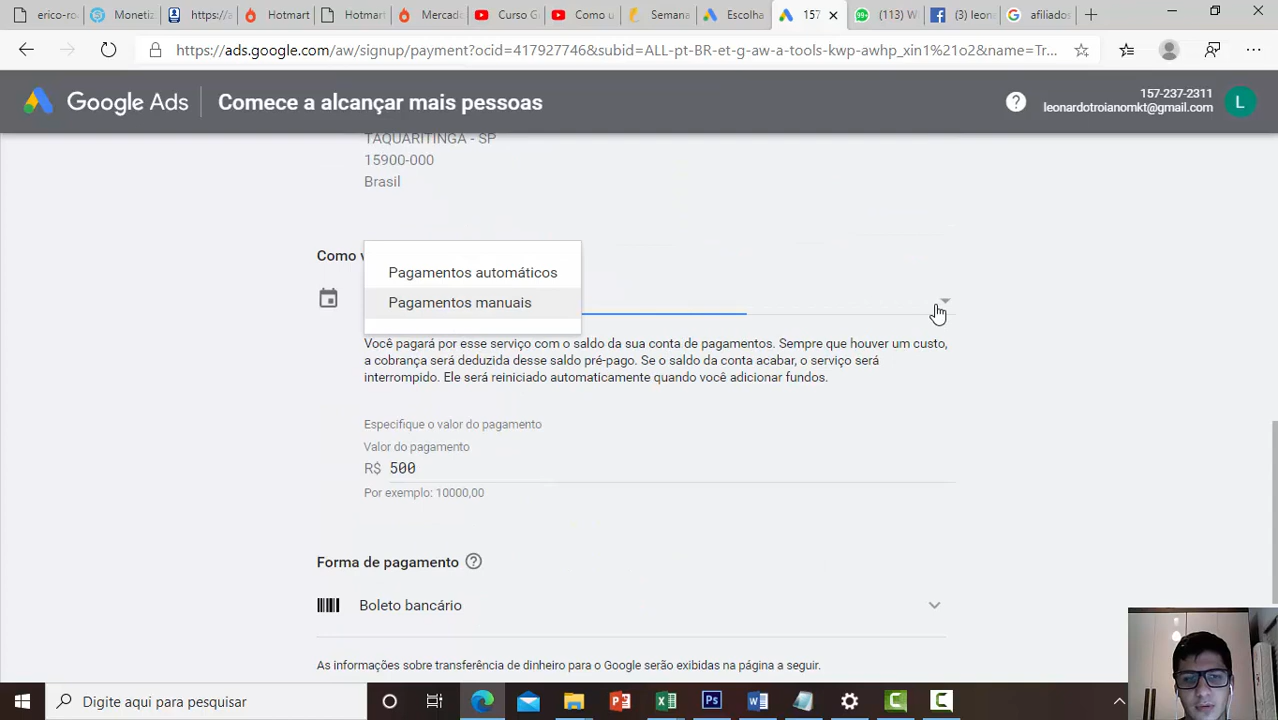 erico-ro
Monetiz
https://a
Hotmart
Hotmart
Mercado
Curso G
Como u
Semana
Escolha
157
(113) W
(3) leona
afiliados
https://ads.google.com/aw/signup/payment?ocid=417927746&subid=ALL-pt-BR-et-g-aw-a-tools-kwp-awhp_xin1%21o2&name=Tr...
Google Ads
Comece a alcançar mais pessoas
157-237-2311
leonardotroianomkt@gmail.com
L
TAQUARITINGA - SP
15900-000
Brasil
Como v
Pagamentos automáticos
Pagamentos manuais
Você pagará por esse serviço com o saldo da sua conta de pagamentos. Sempre que houver um custo,
a cobrança será deduzida desse saldo pré-pago. Se o saldo da conta acabar, o serviço será
interrompido. Ele será reiniciado automaticamente quando você adicionar fundos.
Especifique o valor do pagamento
Valor do pagamento
R$ 500
Por exemplo: 10000,00
Forma de pagamento
Boleto bancário
As informações sobre transferência de dinheiro para o Google serão exibidas na página a seguir.
Digite aqui para pesquisar